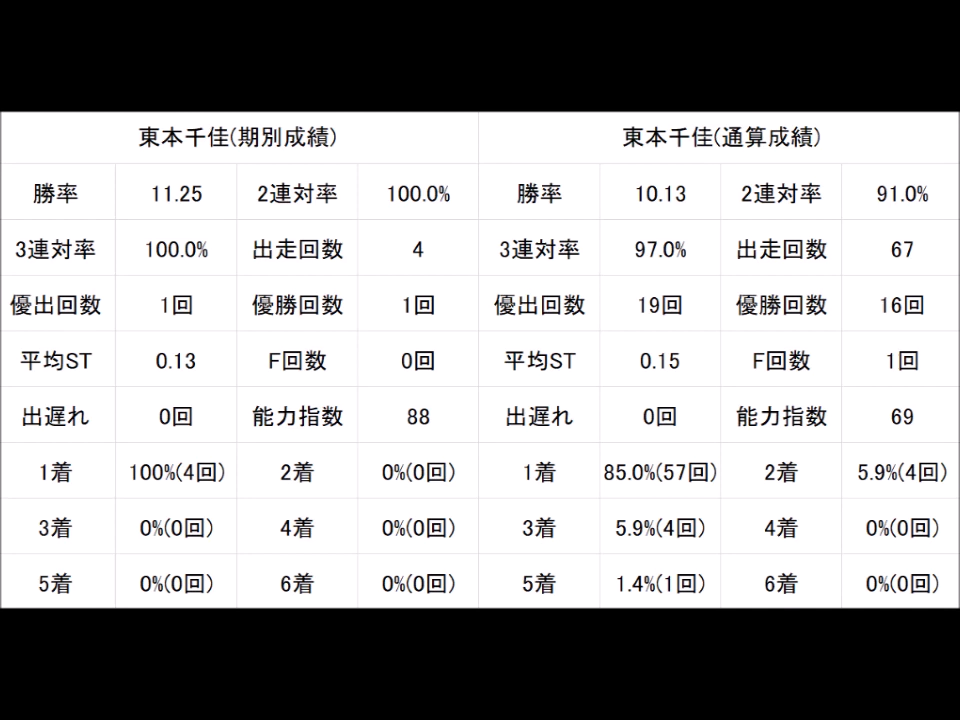 東本千佳(期別成績) 東本千佳(通算成績)
勝率 11.25 2連対率 100.0% 勝率 10.13 2連対率 91.0%
3連対率 100.0% 出走回数 4 3連対率 97.0% 出走回数 67
優出回数 1回 優勝回数 1回 優出回数 19回 優勝回数 16回
平均ST 0.13 F回数 0回 平均ST 0.15 F回数 1回
出遅れ 0回 能力指数 88 出遅れ 0回 能力指数 69
1着 100%(4回) 2着 0%(0回) 1着 85.0%(57回) 2着 5.9%(4回)
3着 0%(0回) 4着 0%(0回) 3着 5.9%(4回) 4着 0%(0回)
5着 0%(0回) 6着 0%(0回) 5着 1.4%(1回) 6着 0%(0回)